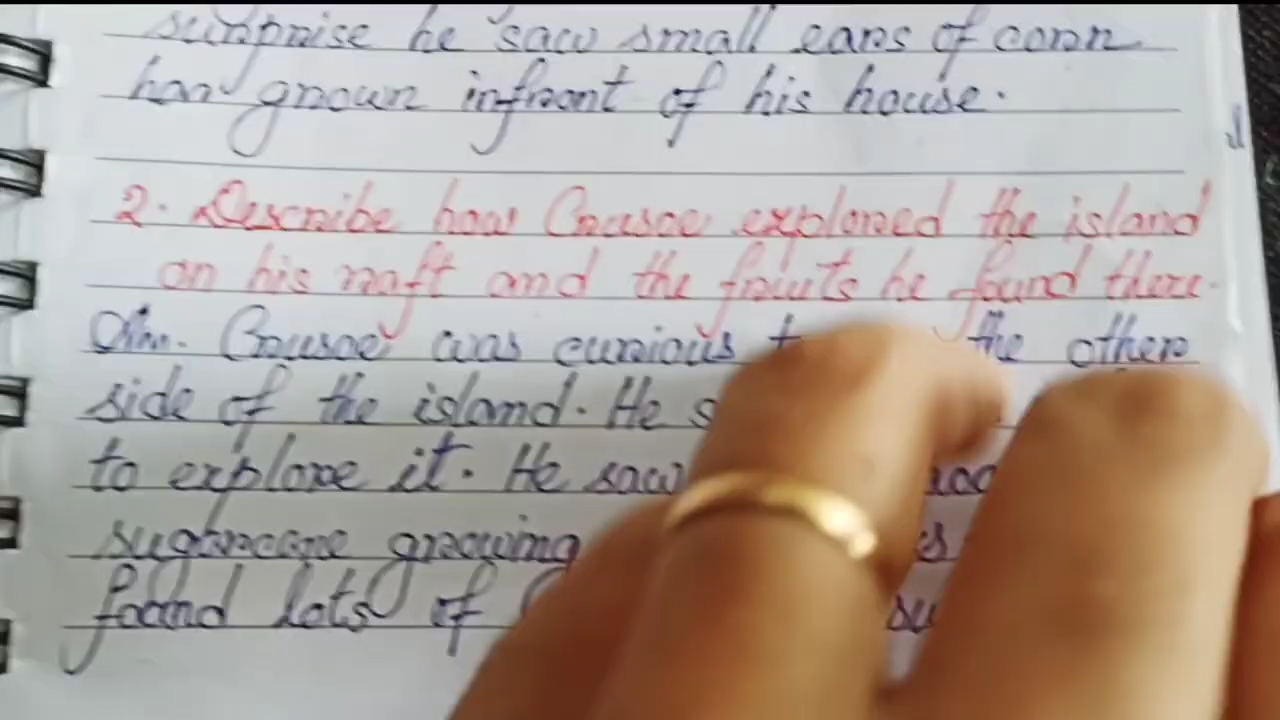 surprise he saw small ears of corn
has grown infront of his house.
2. Describe how Crusoe explored the island
on his raft and the fruits he found there.
Ans. Crusoe was curious the other
side of the island. He
to explore it. He saw
sugarcane growing
found lots of